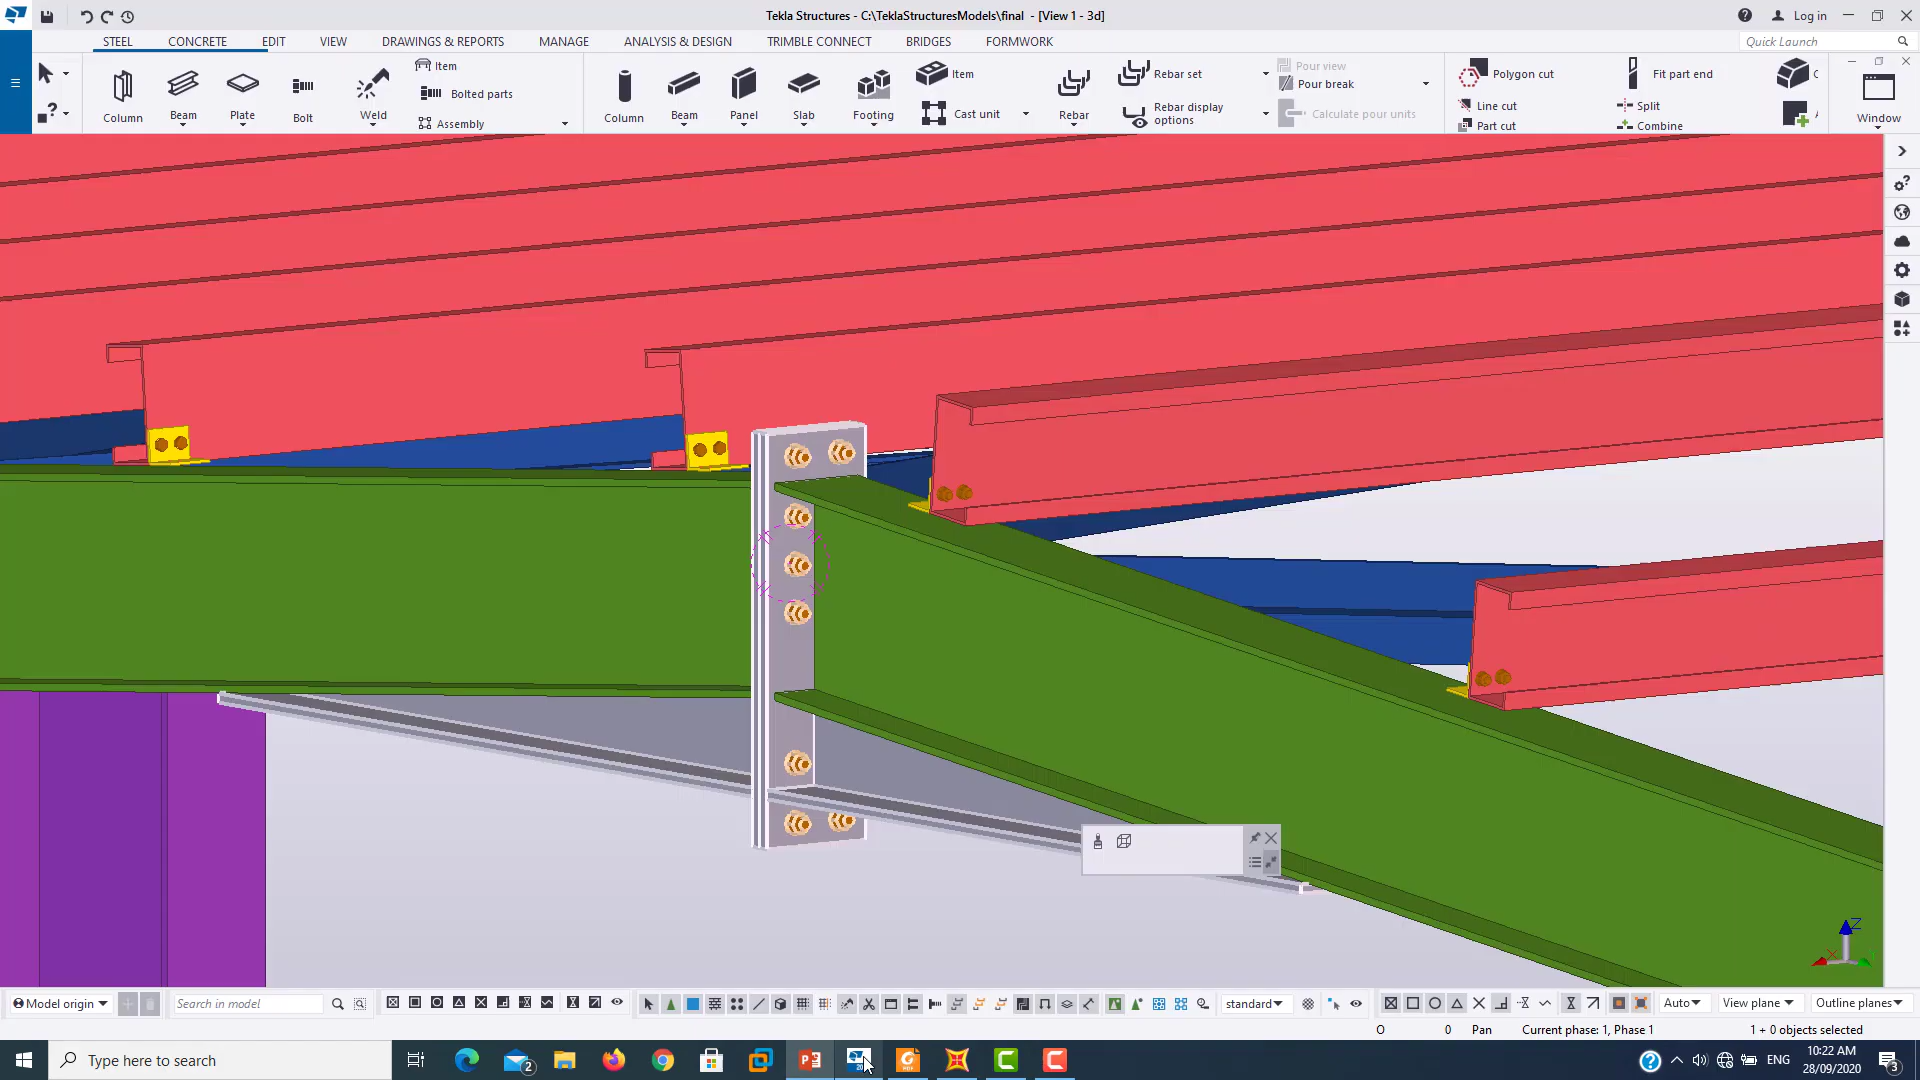 Tekla Structures - C:\TeklaStructuresModels\final - [View 1 - 3d]
Log in
STEEL
CONCRETE
EDIT
VIEW
DRAWINGS & REPORTS
MANAGE
ANALYSIS & DESIGN
TRIMBLE CONNECT
BRIDGES
FORMWORK
Quick Launch
Column
Beam
Plate
Bolt
Weld
Item
Bolted parts
Assembly
Column
Beam
Panel
Slab
Footing
Item
Cast unit
Rebar
Rebar set
Rebar display
options
Pour view
Pour break
Calculate pour units
Polygon cut
Line cut
Part cut
Fit part end
Split
Combine
Window
Z
Model origin
Search in model
standard
Auto
View plane
Outline planes
O
0
Pan
Current phase: 1, Phase 1
1 + 0 objects selected
Type here to search
2
ENG
10:22 AM
28/09/2020
3